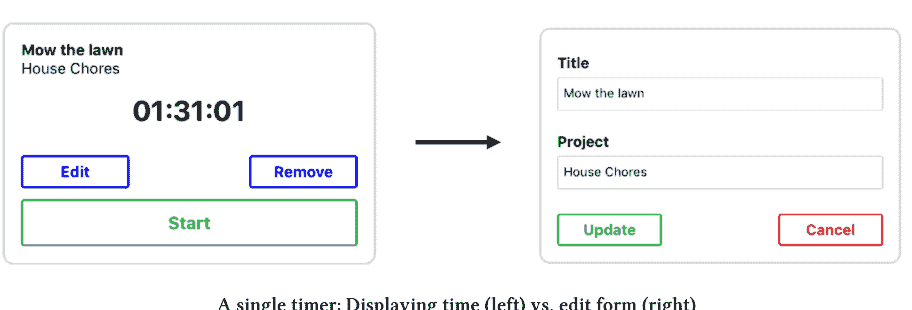 Mow the lawn
House Chores
01:31:01
Edit
Remove
Start
Title
Mow the lawn
Project
House Chores
Update
Cancel
A single timer: Displaying time (left) vs. edit form (right)